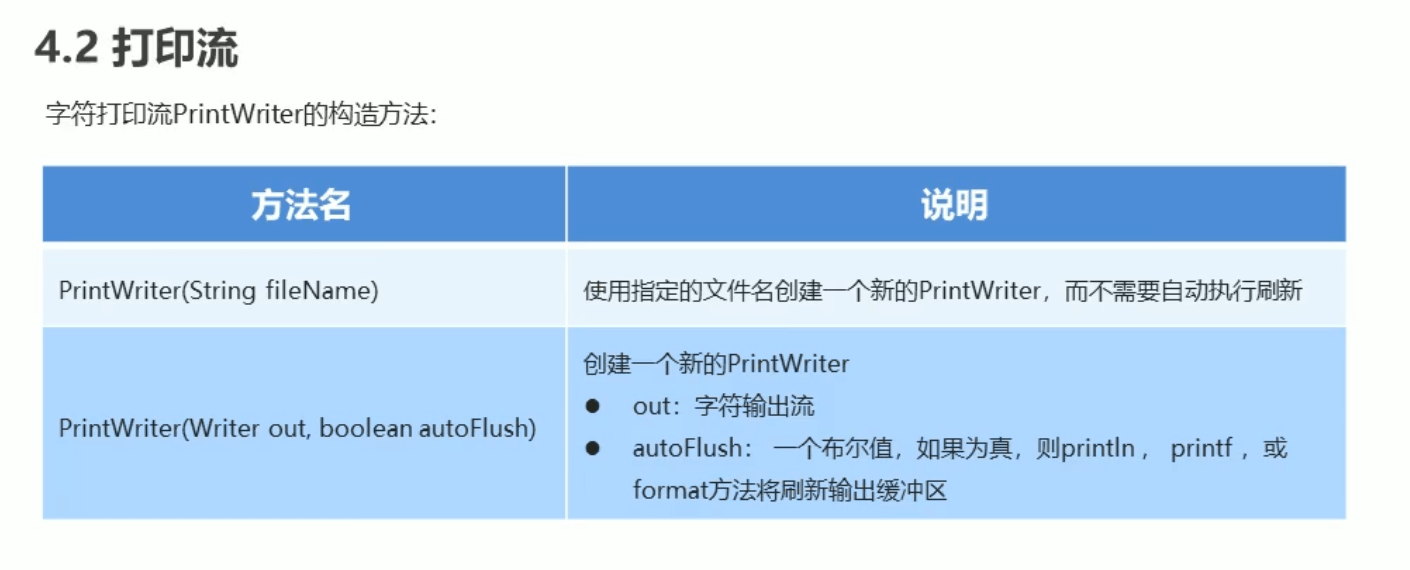 4.2 打印流
字符打印流PrintWriter的构造方法：
方法名
说明
PrintWriter(String fileName)
使用指定的文件名创建一个新的PrintWriter，而不需要自动执行刷新
PrintWriter(Writer out, boolean autoFlush)
创建一个新的PrintWriter
● out：字符输出流
● autoFlush： 一个布尔值，如果为真，则println ， printf ，或
format方法将刷新输出缓冲区